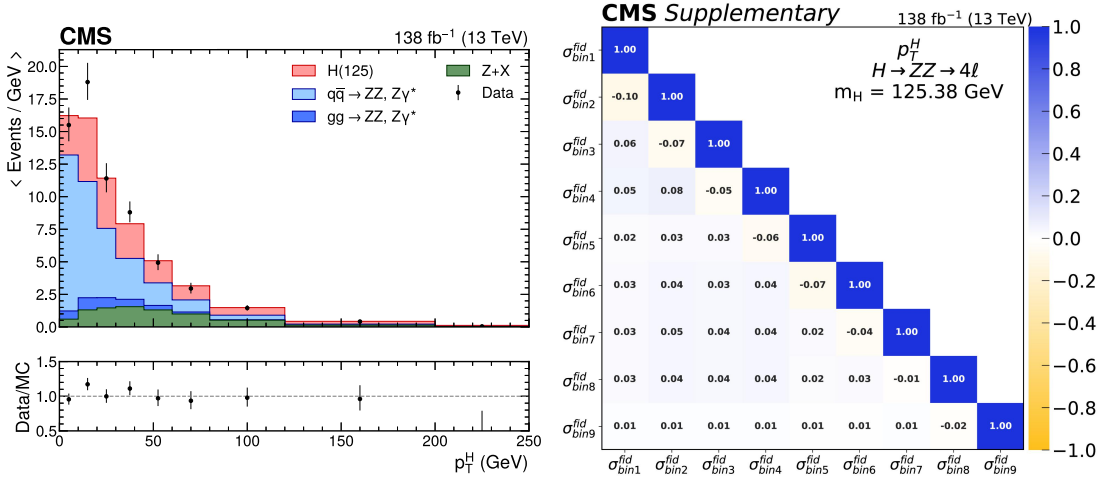 CMS
138 fb⁻¹ (13 TeV)
< Events / GeV >
20.0
17.5
15.0
12.5
10.0
7.5
5.0
2.5
0.0
H(125)
qq̅ → ZZ, Zγ*
gg → ZZ, Zγ*
Z+X
Data
Data/MC
1.5
1.0
0.5
0 50 100 150 200 250
p_T^H (GeV)
CMS Supplementary
138 fb⁻¹ (13 TeV)
p_T^H
H → ZZ → 4ℓ
m_H = 125.38 GeV
σ_bin1^fid 1.00
σ_bin2^fid -0.10 1.00
σ_bin3^fid 0.06 -0.07 1.00
σ_bin4^fid 0.05 0.08 -0.05 1.00
σ_bin5^fid 0.02 0.03 0.03 -0.06 1.00
σ_bin6^fid 0.03 0.04 0.03 0.03 -0.07 1.00
σ_bin7^fid 0.03 0.05 0.04 0.04 0.02 -0.04 1.00
σ_bin8^fid 0.03 0.04 0.04 0.04 0.02 0.03 -0.01 1.00
σ_bin9^fid 0.01 0.01 0.01 0.01 0.01 0.01 0.01 -0.02 1.00
σ_bin1^fid σ_bin2^fid σ_bin3^fid σ_bin4^fid σ_bin5^fid σ_bin6^fid σ_bin7^fid σ_bin8^fid σ_bin9^fid
1.0
0.8
0.6
0.4
0.2
−0.0
−0.2
−0.4
−0.6
−0.8
−1.0